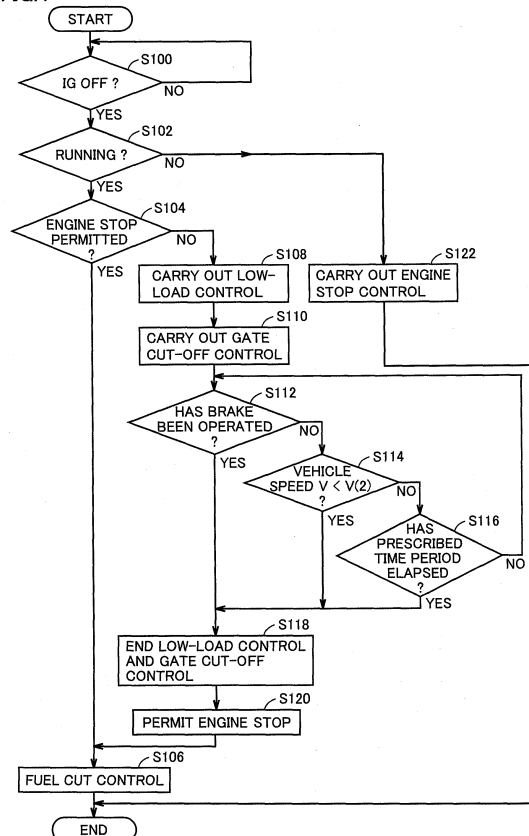 START
S100
IG OFF ?
NO
YES
S102
RUNNING ?
NO
YES
S104
ENGINE STOP
PERMITTED
?
NO
YES
S108
CARRY OUT LOW-
LOAD CONTROL
S122
CARRY OUT ENGINE
STOP CONTROL
S110
CARRY OUT GATE
CUT-OFF CONTROL
S112
HAS BRAKE
BEEN OPERATED
?
NO
YES
S114
VEHICLE
SPEED V < V(2)
?
NO
YES
S116
HAS
PRESCRIBED
TIME PERIOD
ELAPSED
?
NO
YES
S118
END LOW-LOAD CONTROL
AND GATE CUT-OFF
CONTROL
S120
PERMIT ENGINE STOP
S106
FUEL CUT CONTROL
END